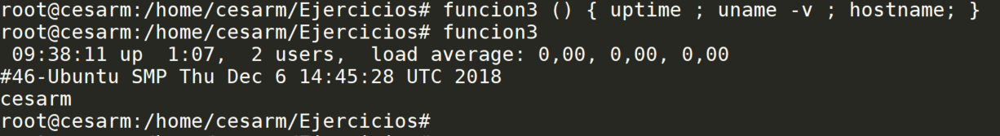 root@cesarm:/home/cesarm/Ejercicios# funcion3 () { uptime ; uname -v ; hostname; }
root@cesarm:/home/cesarm/Ejercicios# funcion3
 09:38:11 up  1:07,  2 users,  load average: 0,00, 0,00, 0,00
#46-Ubuntu SMP Thu Dec 6 14:45:28 UTC 2018
cesarm
root@cesarm:/home/cesarm/Ejercicios#